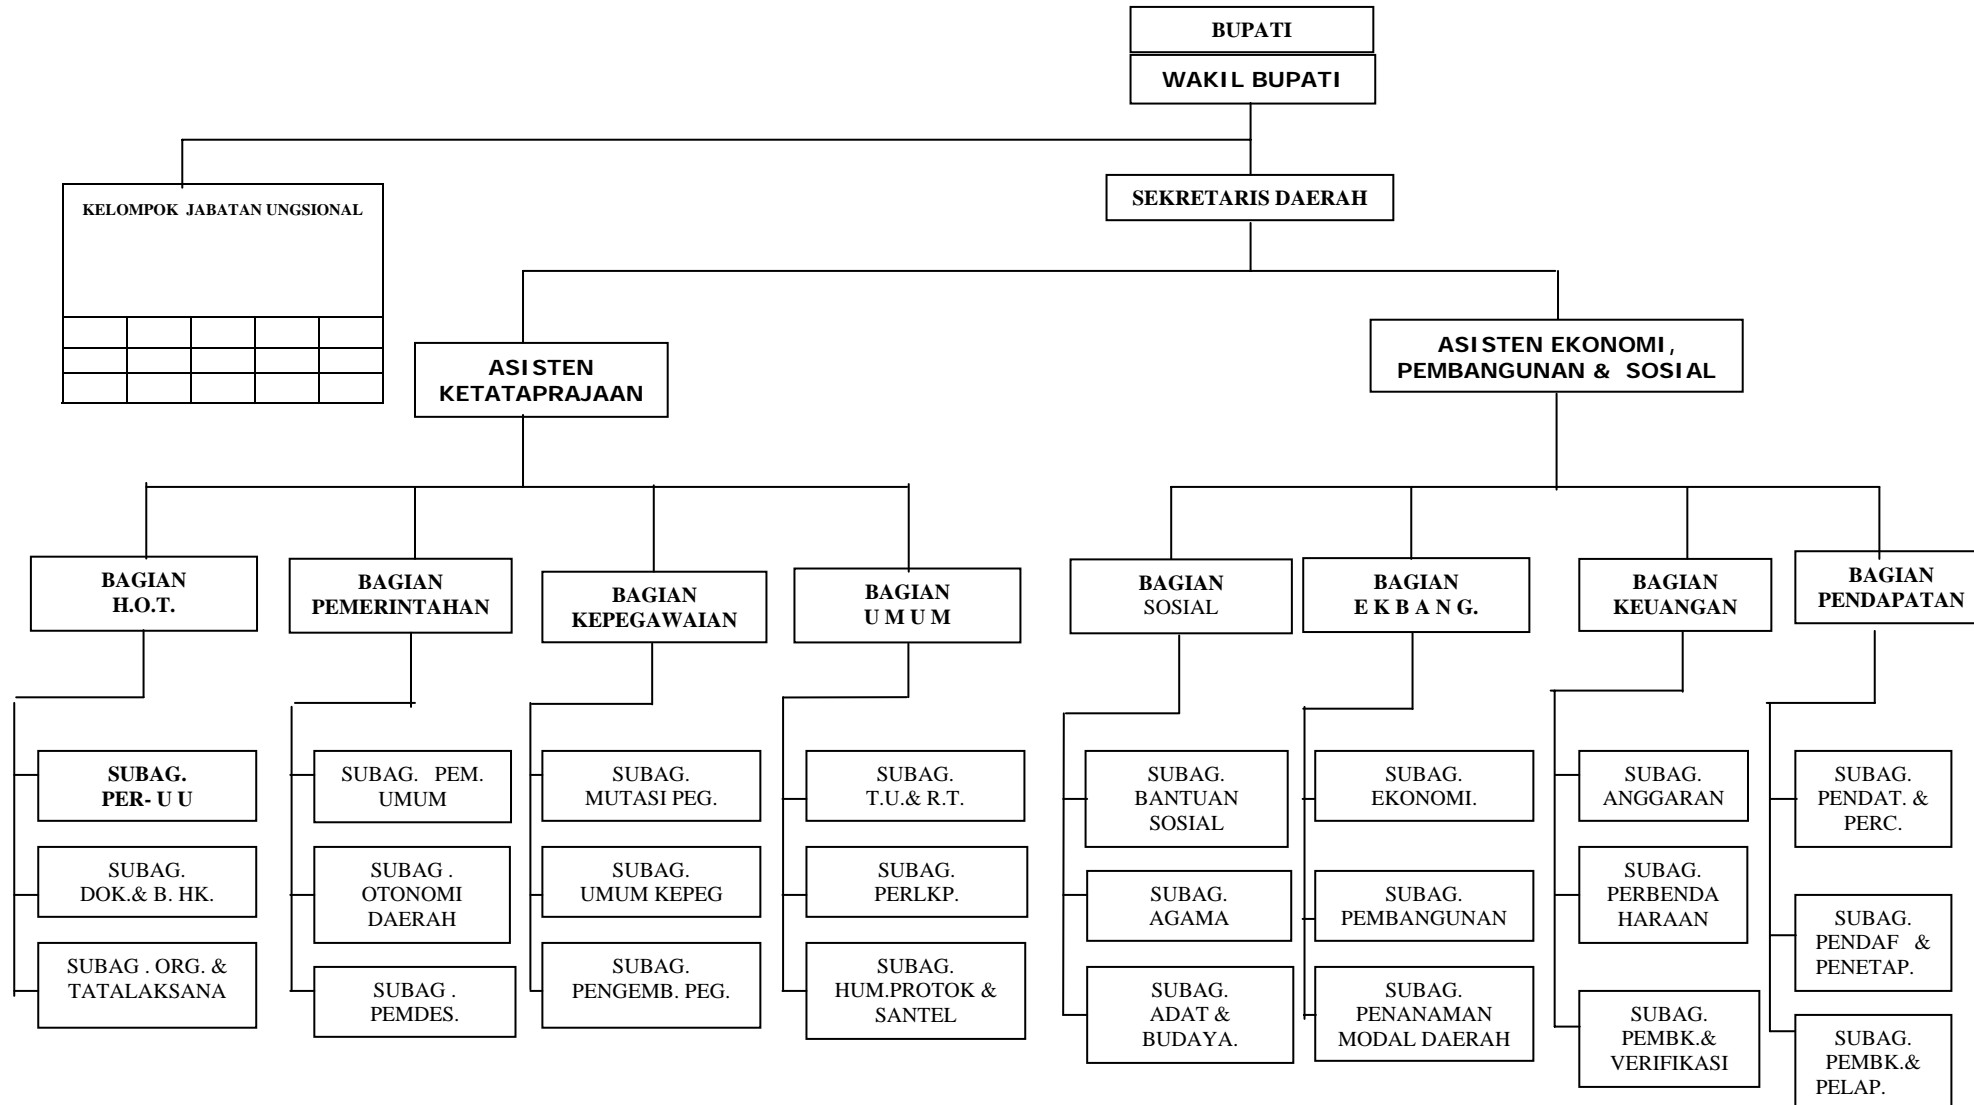 BUPATI
WAKIL BUPATI
SEKRETARIS DAERAH
KELOMPOK JABATAN UNGSIONAL
ASISTEN
KETATAPRAJAAN
ASISTEN EKONOMI,
PEMBANGUNAN & SOSIAL
BAGIAN
H.O.T.
BAGIAN
PEMERINTAHAN
BAGIAN
KEPEGAWAIAN
BAGIAN
U M U M
BAGIAN
SOSIAL
BAGIAN
E K B A N G.
BAGIAN
KEUANGAN
BAGIAN
PENDAPATAN
SUBAG.
PER- U U
SUBAG. PEM.
UMUM
SUBAG.
MUTASI PEG.
SUBAG.
T.U.& R.T.
SUBAG.
BANTUAN
SOSIAL
SUBAG.
EKONOMI.
SUBAG.
ANGGARAN
SUBAG.
PENDAT. &
PERC.
SUBAG.
DOK.& B. HK.
SUBAG .
OTONOMI
DAERAH
SUBAG.
UMUM KEPEG
SUBAG.
PERLKP.
SUBAG.
AGAMA
SUBAG.
PEMBANGUNAN
SUBAG.
PERBENDA
HARAAN
SUBAG.
PENDAF &
PENETAP.
SUBAG . ORG. &
TATALAKSANA
SUBAG .
PEMDES.
SUBAG.
PENGEMB. PEG.
SUBAG.
HUM.PROTOK &
SANTEL
SUBAG.
ADAT &
BUDAYA.
SUBAG.
PENANAMAN
MODAL DAERAH
SUBAG.
PEMBK.&
VERIFIKASI
SUBAG.
PEMBK.&
PELAP.